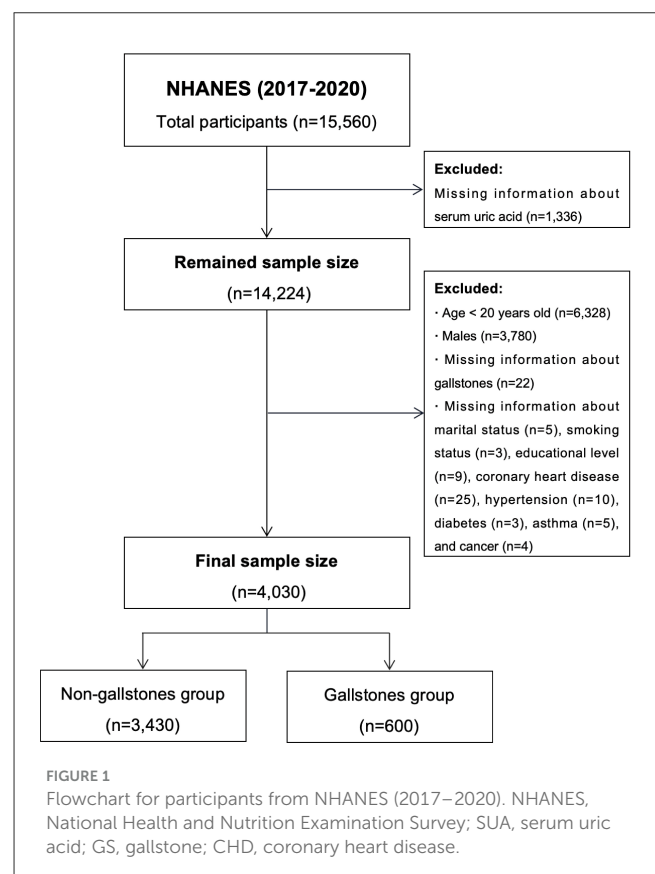 NHANES (2017-2020)
Total participants (n=15,560)
Excluded:
Missing information about
serum uric acid (n=1,336)
Remained sample size
(n=14,224)
Excluded:
· Age < 20 years old (n=6,328)
· Males (n=3,780)
· Missing information about
gallstones (n=22)
· Missing information about
marital status (n=5), smoking
status (n=3), educational level
(n=9), coronary heart disease
(n=25), hypertension (n=10),
diabetes (n=3), asthma (n=5),
and cancer (n=4)
Final sample size
(n=4,030)
Non-gallstones group
(n=3,430)
Gallstones group
(n=600)
FIGURE 1
Flowchart for participants from NHANES (2017–2020). NHANES,
National Health and Nutrition Examination Survey; SUA, serum uric
acid; GS, gallstone; CHD, coronary heart disease.